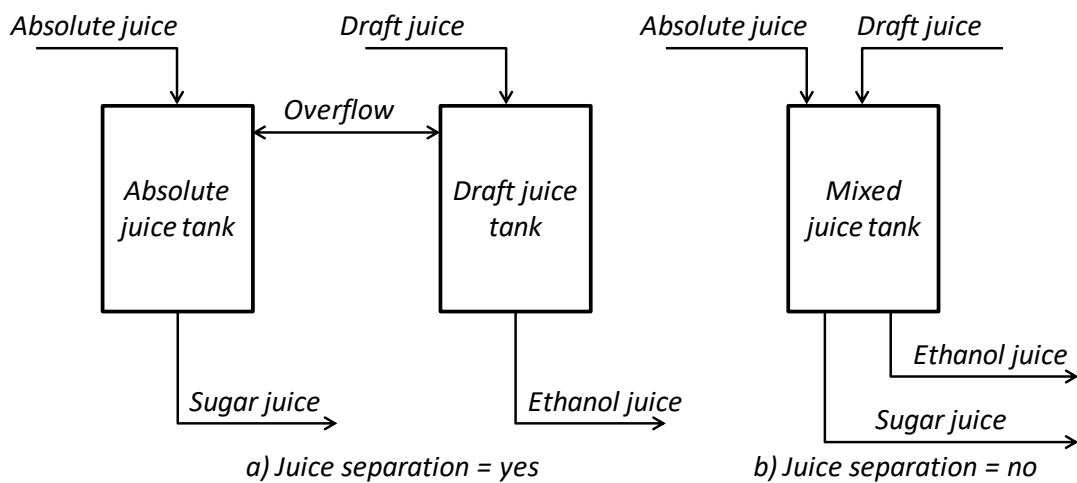 Absolute juice
Draft juice
Overflow
Absolute
juice tank
Draft juice
tank
Sugar juice
Ethanol juice
a) Juice separation = yes
Absolute juice
Draft juice
Mixed
juice tank
Ethanol juice
Sugar juice
b) Juice separation = no